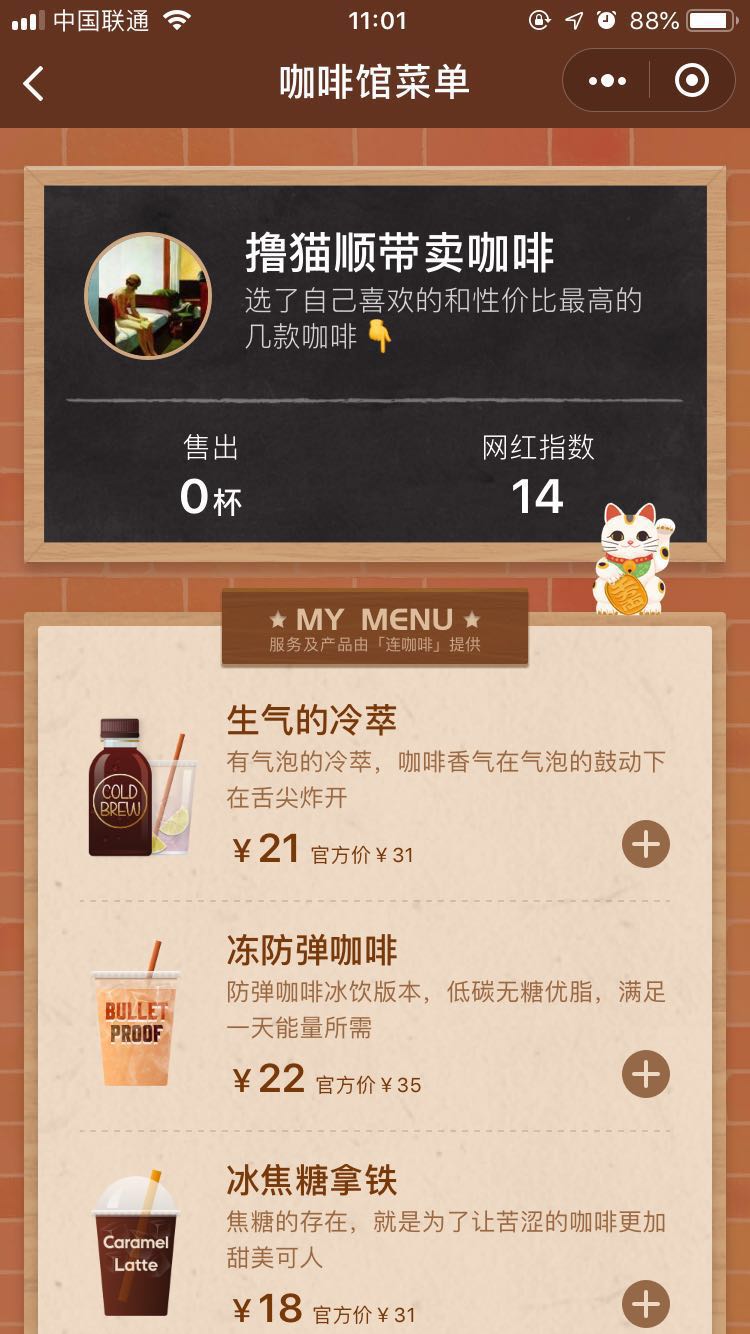 中国联通
11:01
88%
咖啡馆菜单
撸猫顺带卖咖啡
选了自己喜欢的和性价比最高的
几款咖啡👇
售出
网红指数
0杯
14
MY MENU
服务及产品由「连咖啡」提供
COLD
BREW
生气的冷萃
有气泡的冷萃，咖啡香气在气泡的鼓动下
在舌尖炸开
¥21 官方价¥31
BULLET
PROOF
冻防弹咖啡
防弹咖啡冰饮版本，低碳无糖优脂，满足
一天能量所需
¥22 官方价¥35
Caramel
Latte
冰焦糖拿铁
焦糖的存在，就是为了让苦涩的咖啡更加
甜美可人
¥18 官方价¥31